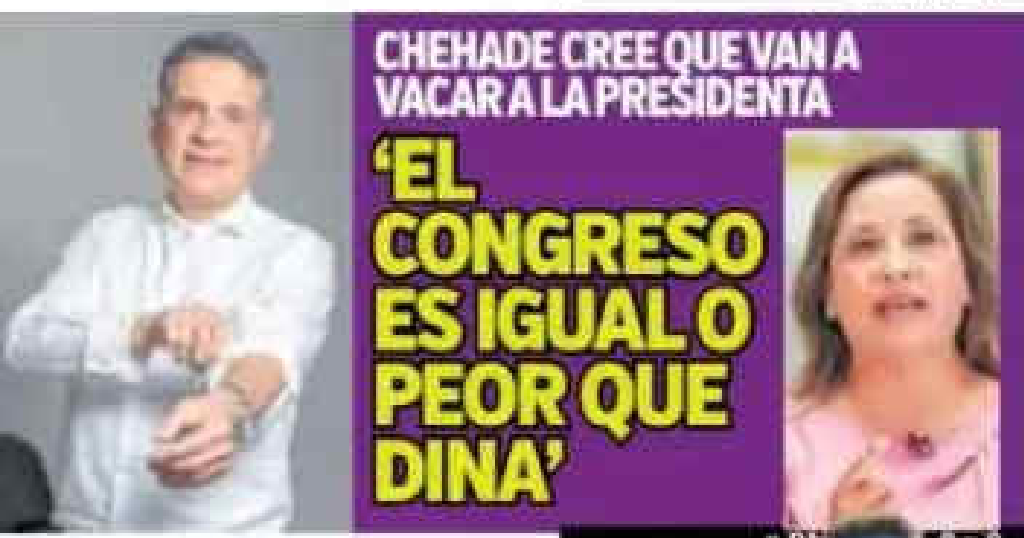 CHEHADE CREE QUE VAN A
VACAR A LA PRESIDENTA
‘EL
CONGRESO
ES IGUAL O
PEOR QUE
DINA’